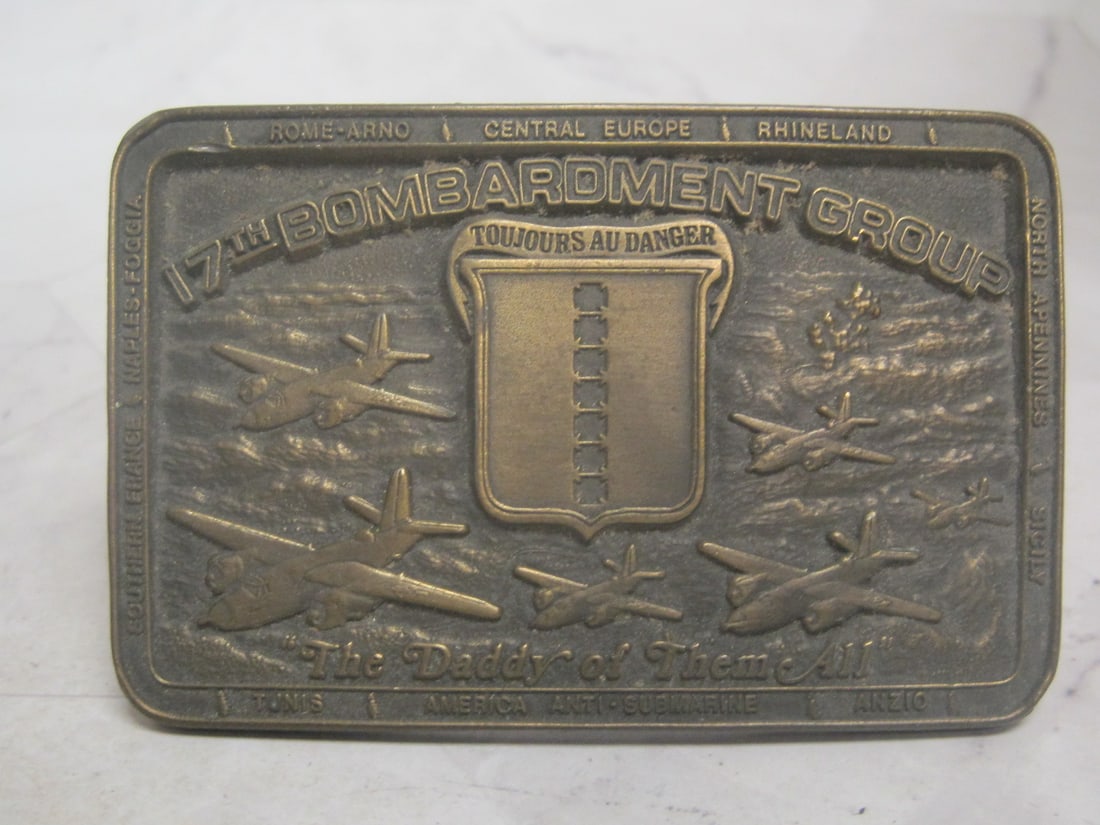 ROME-ARNO CENTRAL EUROPE RHINELAND
17TH BOMBARDMENT GROUP
TOUJOURS AU DANGER
SOUTHERN FRANCE NAPLES-FOGGIA
NORTH APENNINES SICILY
"The Daddy of Them All"
TUNIS AMERICA ANTI-SUBMARINE ANZIO